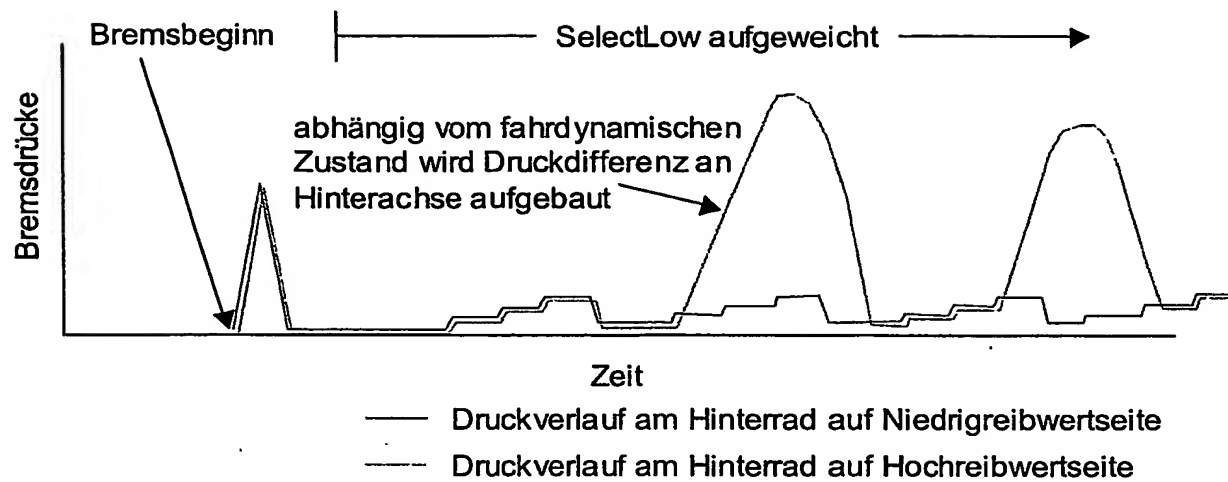 Bremsbeginn
SelectLow aufgeweicht
Bremsdrücke
abhängig vom fahrdynamischen
Zustand wird Druckdifferenz an
Hinterachse aufgebaut
Zeit
Druckverlauf am Hinterrad auf Niedrigreibwertseite
Druckverlauf am Hinterrad auf Hochreibwertseite